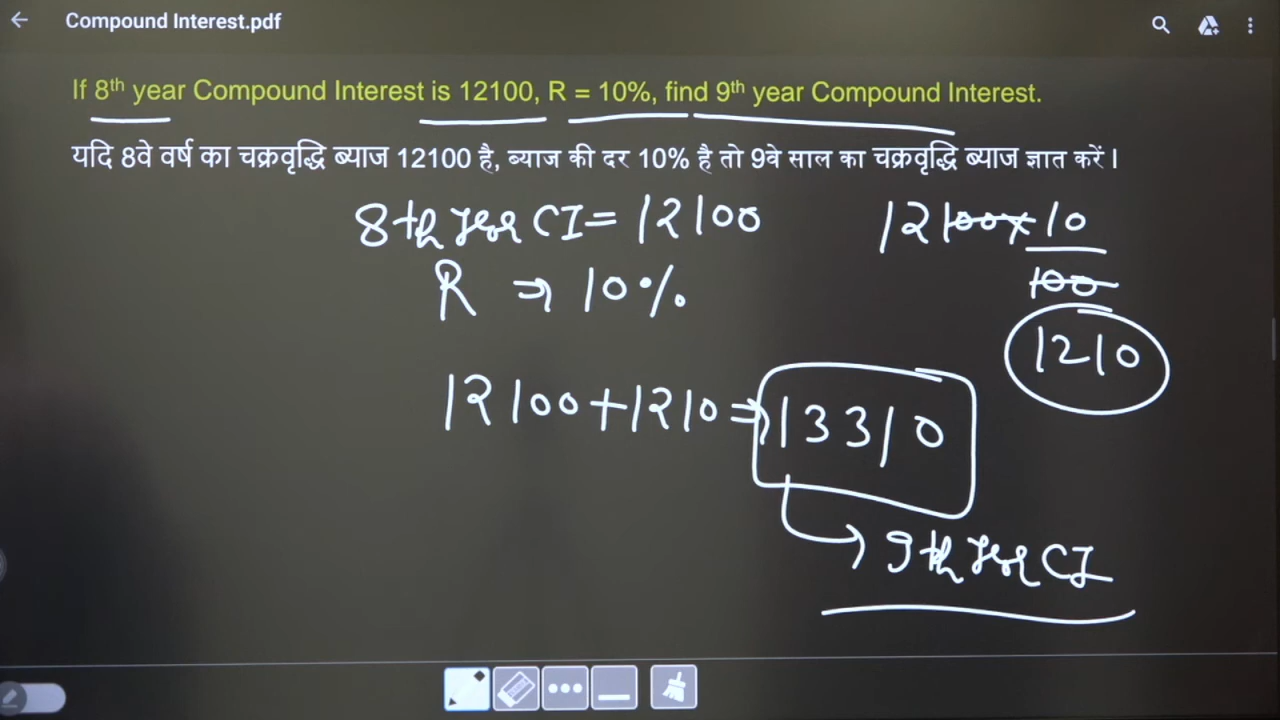 Compound Interest.pdf
If 8th year Compound Interest is 12100, R = 10%, find 9th year Compound Interest.
यदि 8वे वर्ष का चक्रवृद्धि ब्याज 12100 है, ब्याज की दर 10% है तो 9वे साल का चक्रवृद्धि ब्याज ज्ञात करें ।
8th year CI = 12100
R ⇒ 10%
12100 × 10
100
1210
12100 + 1210 ⇒ 13310
9th year CI